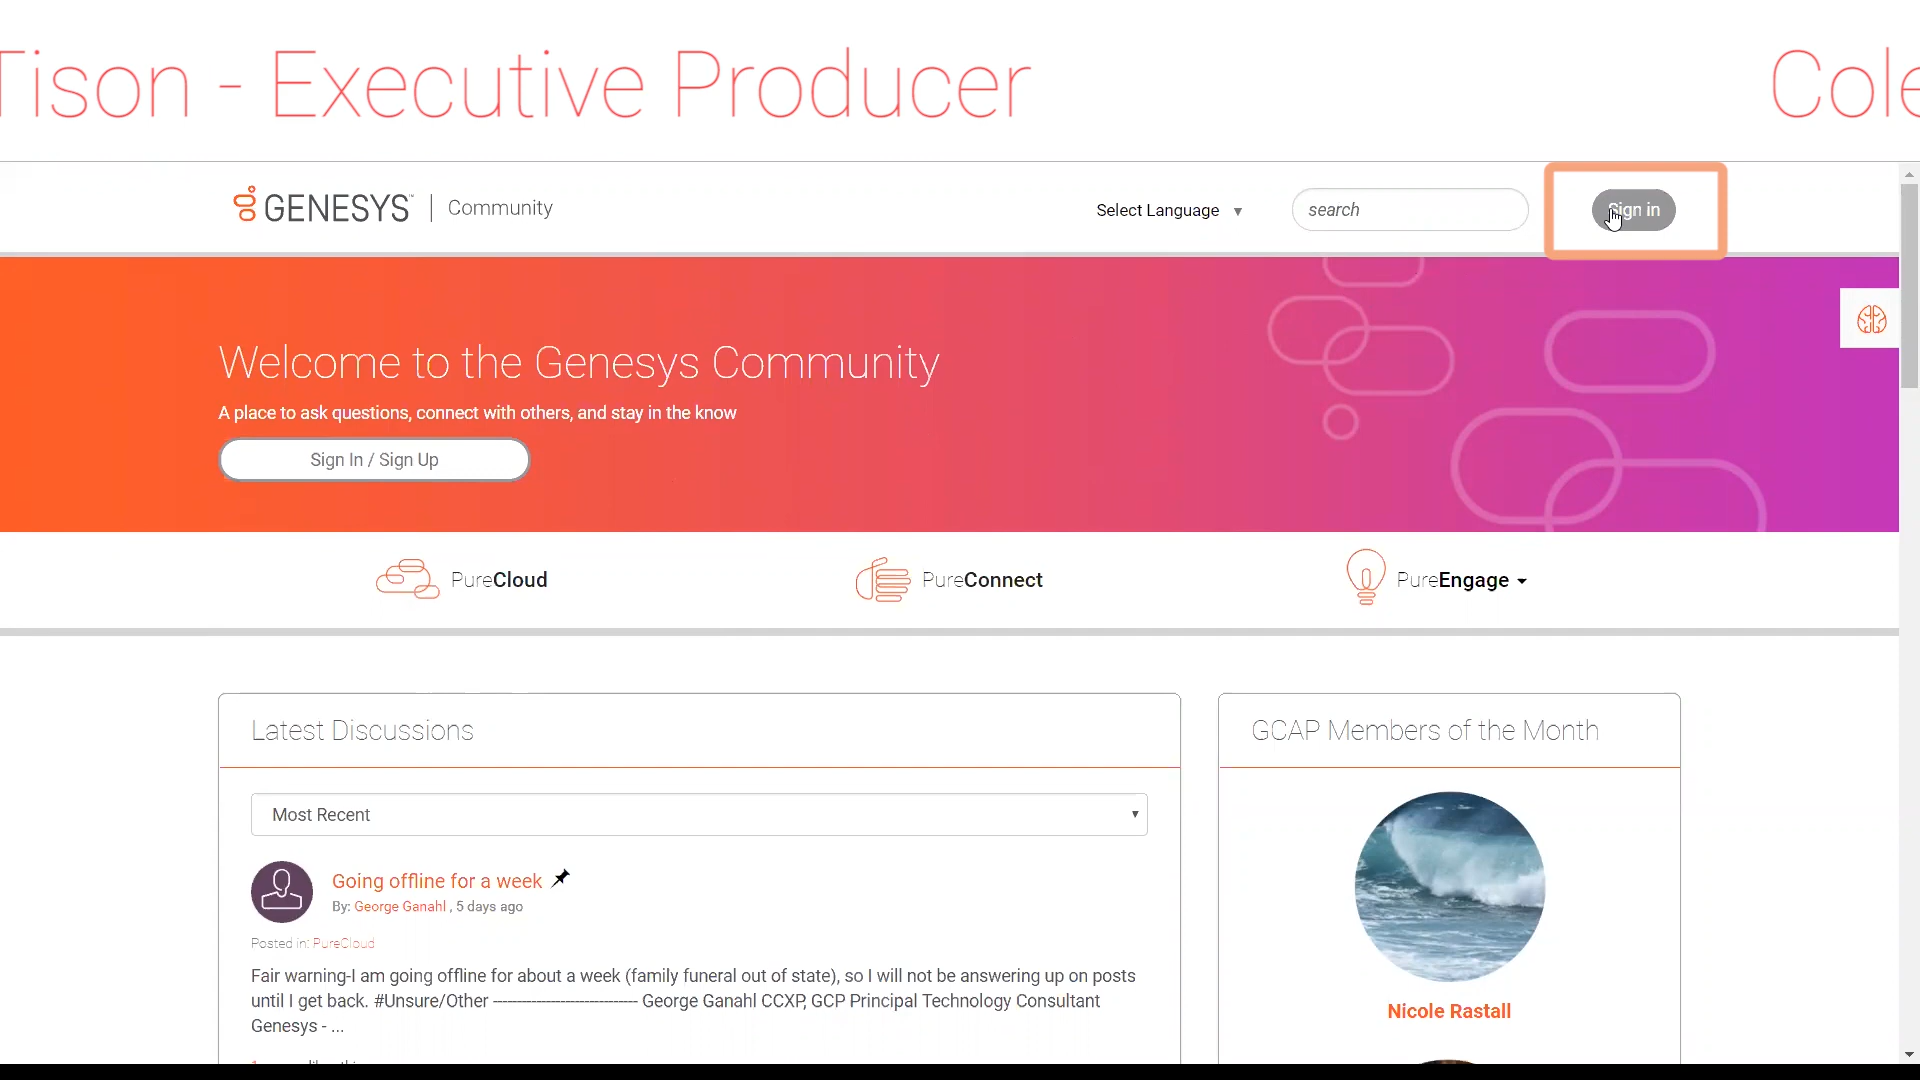 Tison - Executive Producer
GENESYS Community
Select Language
search
Sign in
Welcome to the Genesys Community
A place to ask questions, connect with others, and stay in the know
Sign In / Sign Up
PureCloud
PureConnect
PureEngage
Latest Discussions
Most Recent
Going offline for a week
By: George Ganahl , 5 days ago
Posted in: PureCloud
Fair warning-I am going offline for about a week (family funeral out of state), so I will not be answering up on posts
until I get back. #Unsure/Other ------------------------------ George Ganahl CCXP, GCP Principal Technology Consultant
Genesys - ...
GCAP Members of the Month
Nicole Rastall